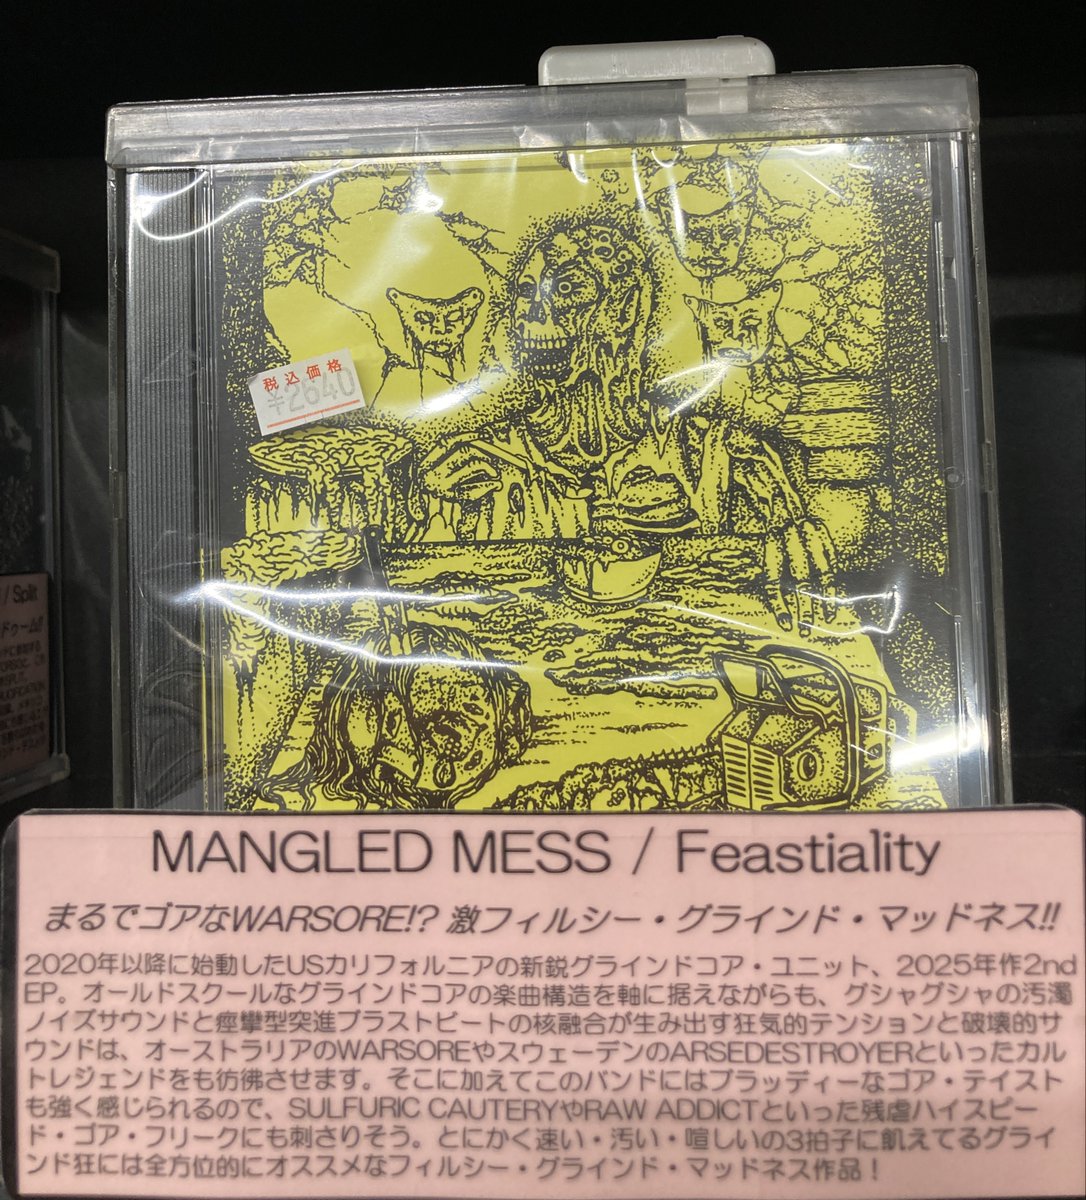 税込価格
¥2640
/ Split
ドゥーム!!
MANGLED MESS / Feastiality
まるでゴアなWARSORE!? 激フィルシー・グラインド・マッドネス!!
2020年以降に始動したUSカリフォルニアの新鋭グラインドコア・ユニット、2025年作2nd
EP。オールドスクールなグラインドコアの楽曲構造を軸に据えながらも、グシャグシャの汚濁
ノイズサウンドと痙攣型突進ブラストビートの核融合が生み出す狂気的テンションと破壊的サ
ウンドは、オーストラリアのWARSOREやスウェーデンのARSEDESTROYERといったカル
トレジェンドをも彷彿させます。そこに加えてこのバンドにはブラッディーなゴア・テイスト
も強く感じられるので、SULFURIC CAUTERYやRAW ADDICTといった残虐ハイスピー
ド・ゴア・フリークにも刺さりそう。とにかく速い・汚い・喧しいの3拍子に飢えてるグライ
ンド狂には全方位的にオススメなフィルシー・グラインド・マッドネス作品！